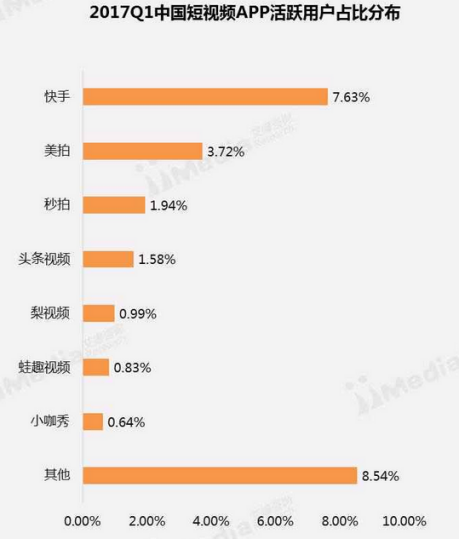 2017Q1中国短视频APP活跃用户占比分布
快手 7.63%
美拍 3.72%
秒拍 1.94%
头条视频 1.58%
梨视频 0.99%
蛙趣视频 0.83%
小咖秀 0.64%
其他 8.54%
0.00% 2.00% 4.00% 6.00% 8.00% 10.00%
iiMedia
iiMedia
iiMedia